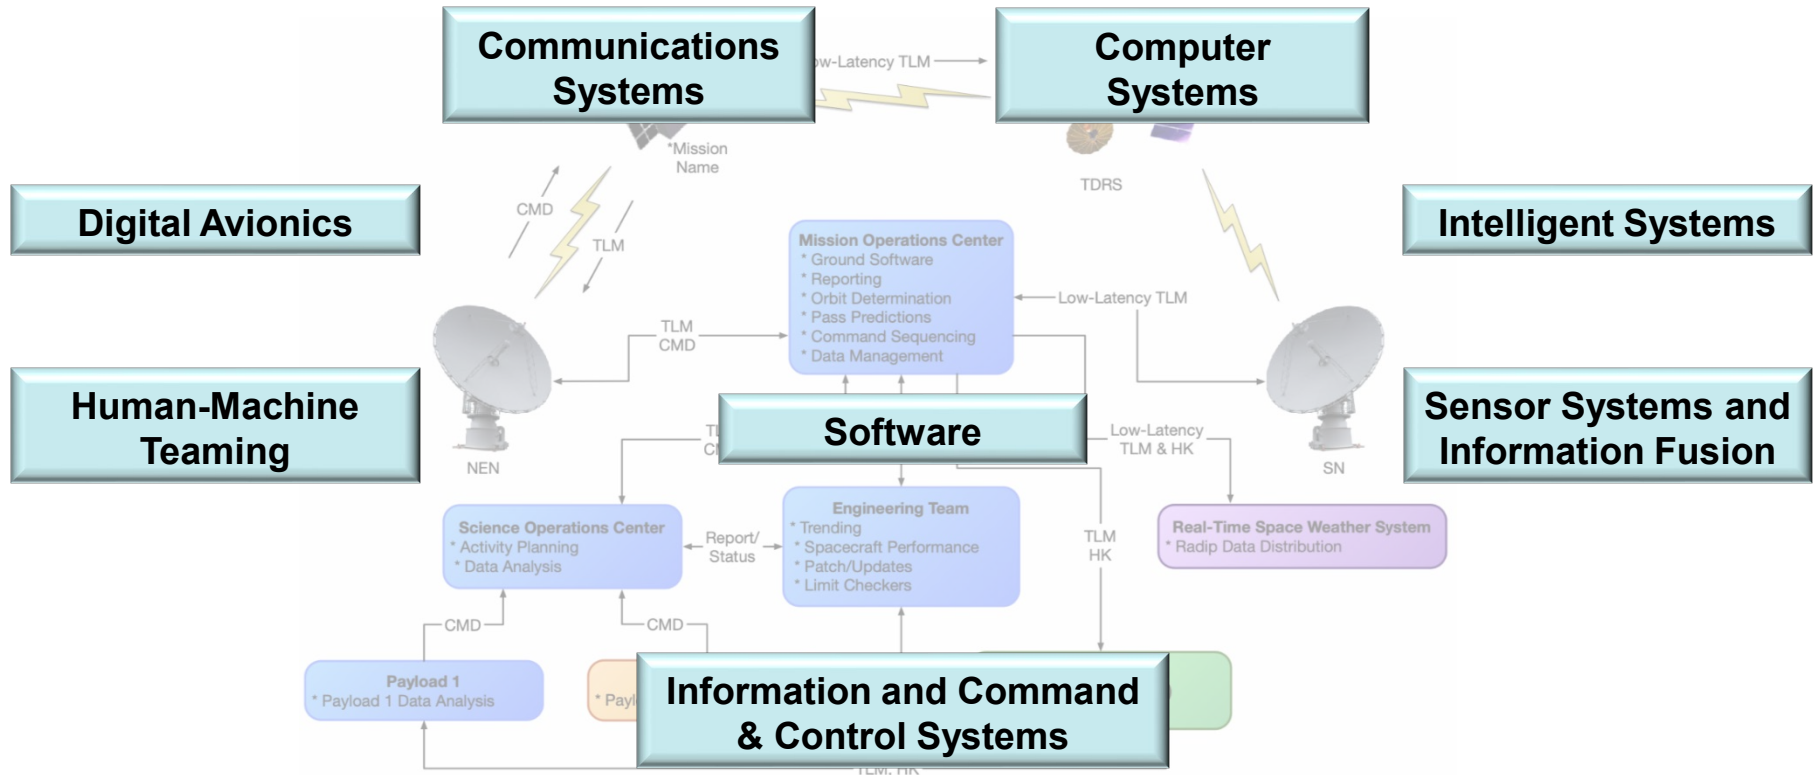 Communications
Systems
Computer
Systems
Low-Latency TLM
*Mission
Name
TDRS
Digital Avionics
Intelligent Systems
CMD
TLM
Mission Operations Center
* Ground Software
* Reporting
* Orbit Determination
* Pass Predictions
* Command Sequencing
* Data Management
Low-Latency TLM
TLM
CMD
Human-Machine
Teaming
Software
Sensor Systems and
Information Fusion
Low-Latency
TLM & HK
NEN
SN
Science Operations Center
* Activity Planning
* Data Analysis
Report/
Status
Engineering Team
* Trending
* Spacecraft Performance
* Patch/Updates
* Limit Checkers
TLM
HK
Real-Time Space Weather System
* Radip Data Distribution
CMD
CMD
Payload 1
* Payload 1 Data Analysis
Information and Command
& Control Systems
TLM, HK